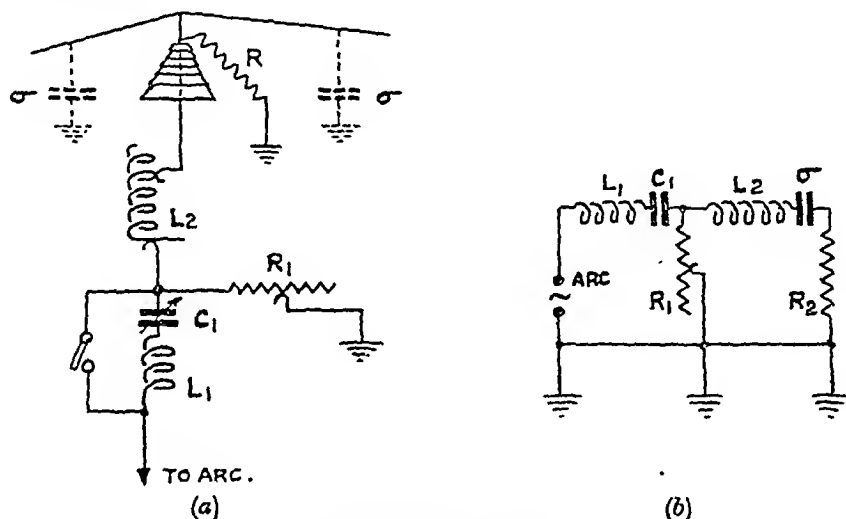 R
σ
σ
L2
R1
C1
L1
TO ARC.
(a)
L1
C1
L2
σ
ARC
~
R1
R2
(b)